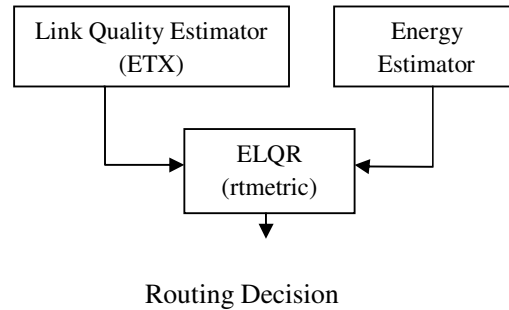 Link Quality Estimator
(ETX)
Energy
Estimator
ELQR
(rtmetric)
Routing Decision